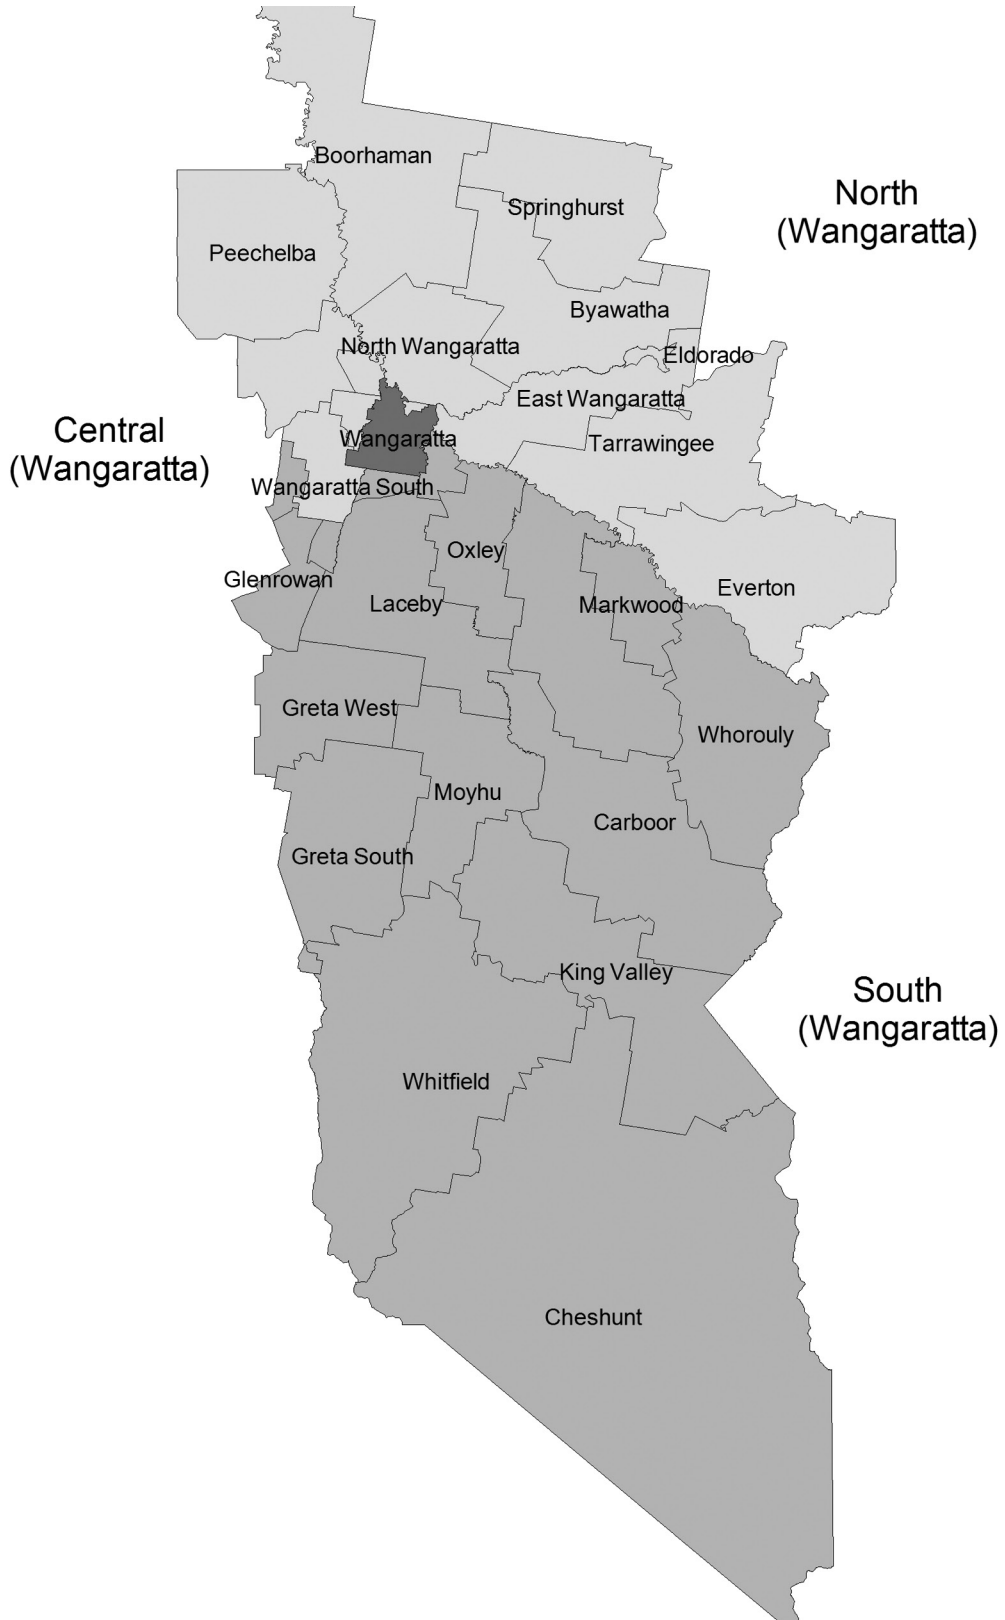 Boorhaman
North
(Wangaratta)
Springhurst
Peechelba
Byawatha
North Wangaratta
Eldorado
East Wangaratta
Central
(Wangaratta)
Wangaratta
Tarrawingee
Wangaratta South
Oxley
Glenrowan
Everton
Laceby
Markwood
Greta West
Whorouly
Moyhu
Carboor
Greta South
King Valley
South
(Wangaratta)
Whitfield
Cheshunt